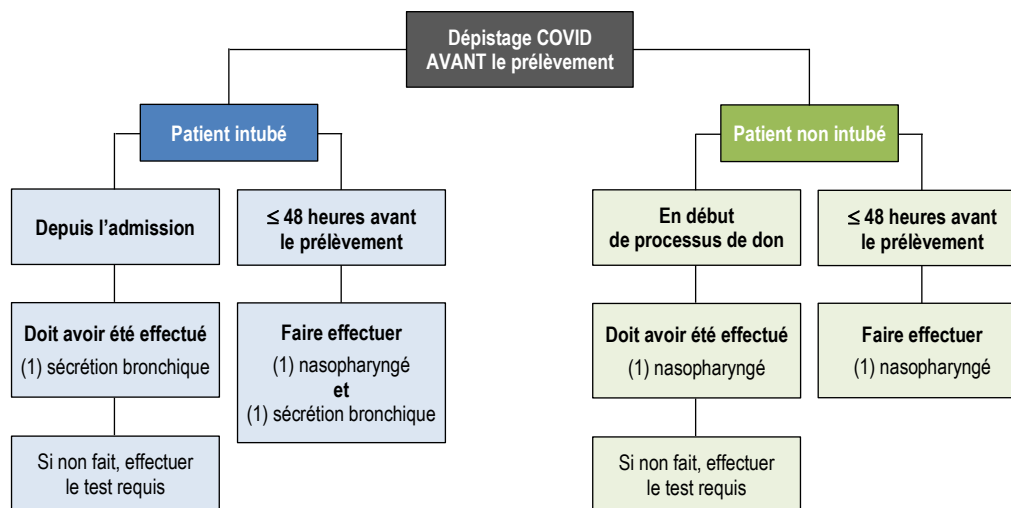 Dépistage COVID
AVANT le prélèvement
Patient intubé
Patient non intubé
Depuis l'admission
≤ 48 heures avant
le prélèvement
En début
de processus de don
≤ 48 heures avant
le prélèvement
Doit avoir été effectué
(1) sécrétion bronchique
Faire effectuer
(1) nasopharyngé
et
(1) sécrétion bronchique
Doit avoir été effectué
(1) nasopharyngé
Faire effectuer
(1) nasopharyngé
Si non fait, effectuer
le test requis
Si non fait, effectuer
le test requis